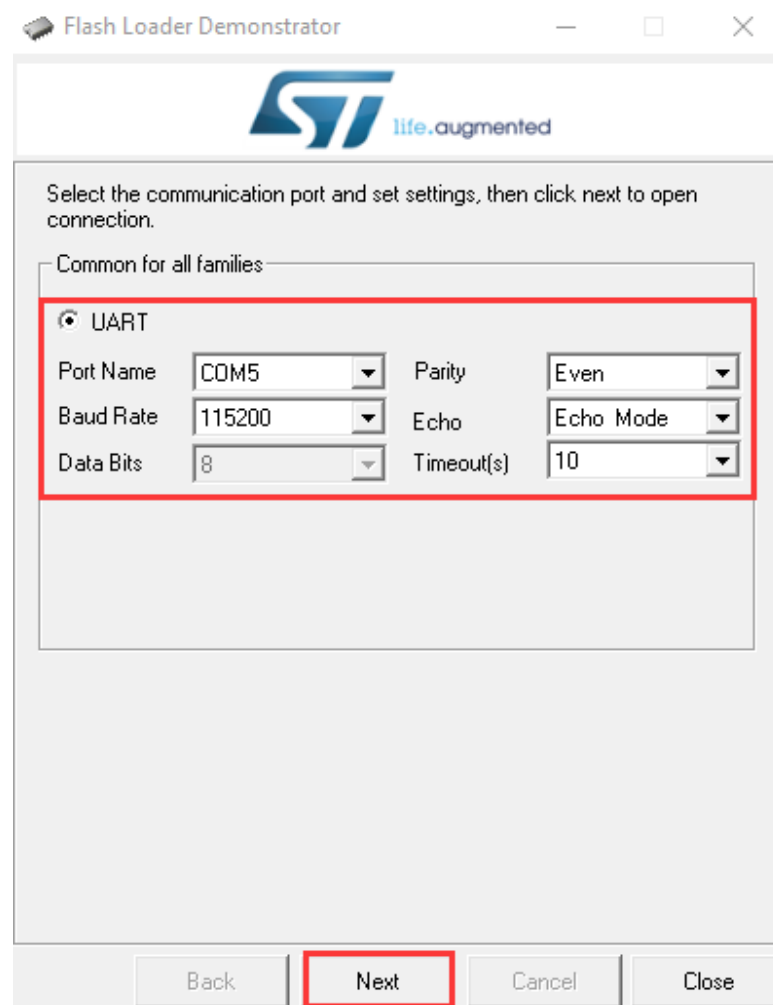 Flash Loader Demonstrator
ST life.augmented
Select the communication port and set settings, then click next to open
connection.
Common for all families
UART
Port Name COM5 Parity Even
Baud Rate 115200 Echo Echo Mode
Data Bits 8 Timeout(s) 10
Back Next Cancel Close